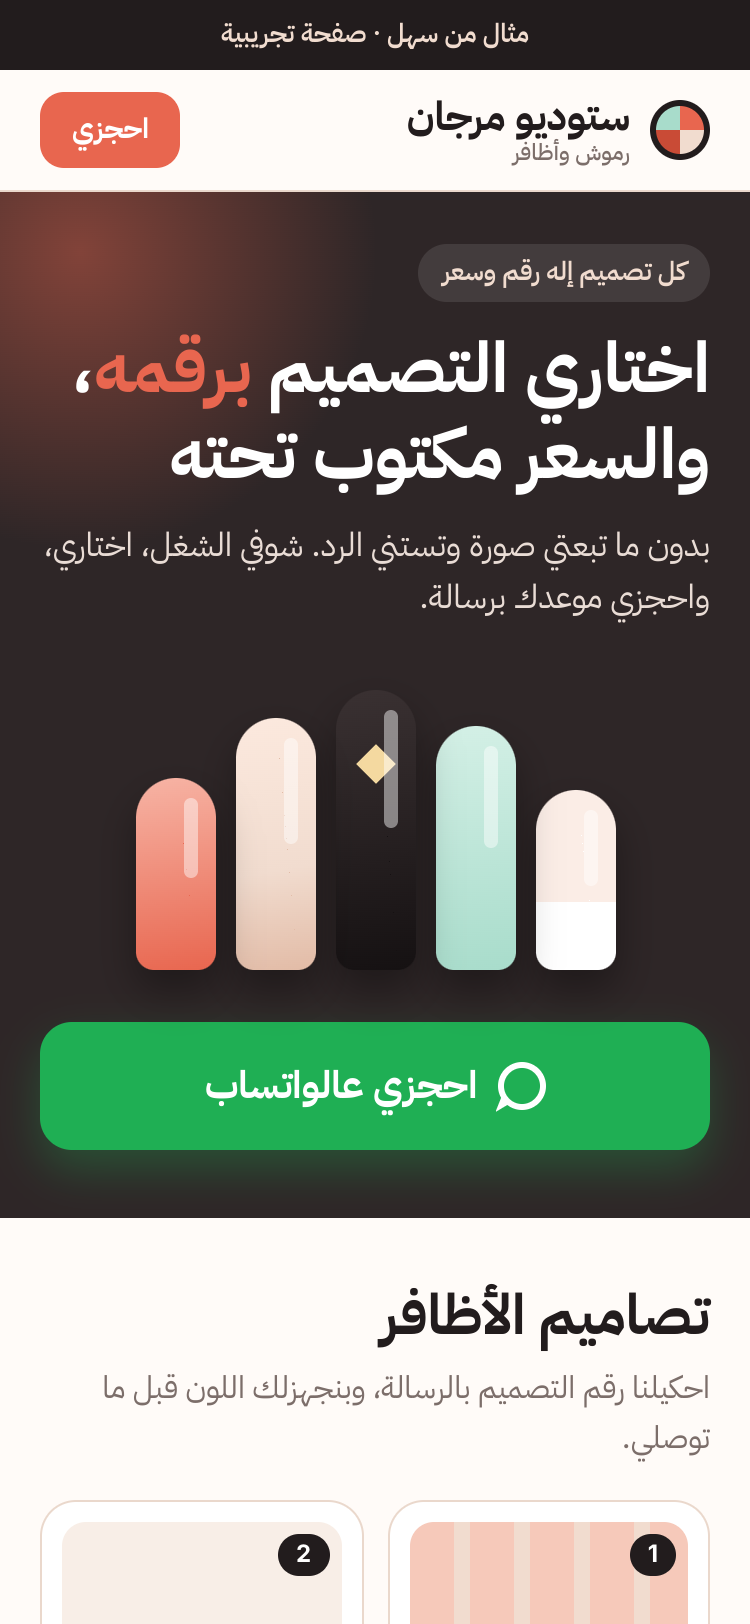 مثال من سهل · صفحة تجريبية
ستوديو مرجان
رموش وأظافر
احجزي
كل تصميم إله رقم وسعر
اختاري التصميم برقمه،
والسعر مكتوب تحته
بدون ما تبعتي صورة وتستني الرد. شوفي الشغل، اختاري،
واحجزي موعدك برسالة.
احجزي عالواتساب
تصاميم الأظافر
احكيلنا رقم التصميم بالرسالة، وبنجهزلك اللون قبل ما
توصلي.
1
2